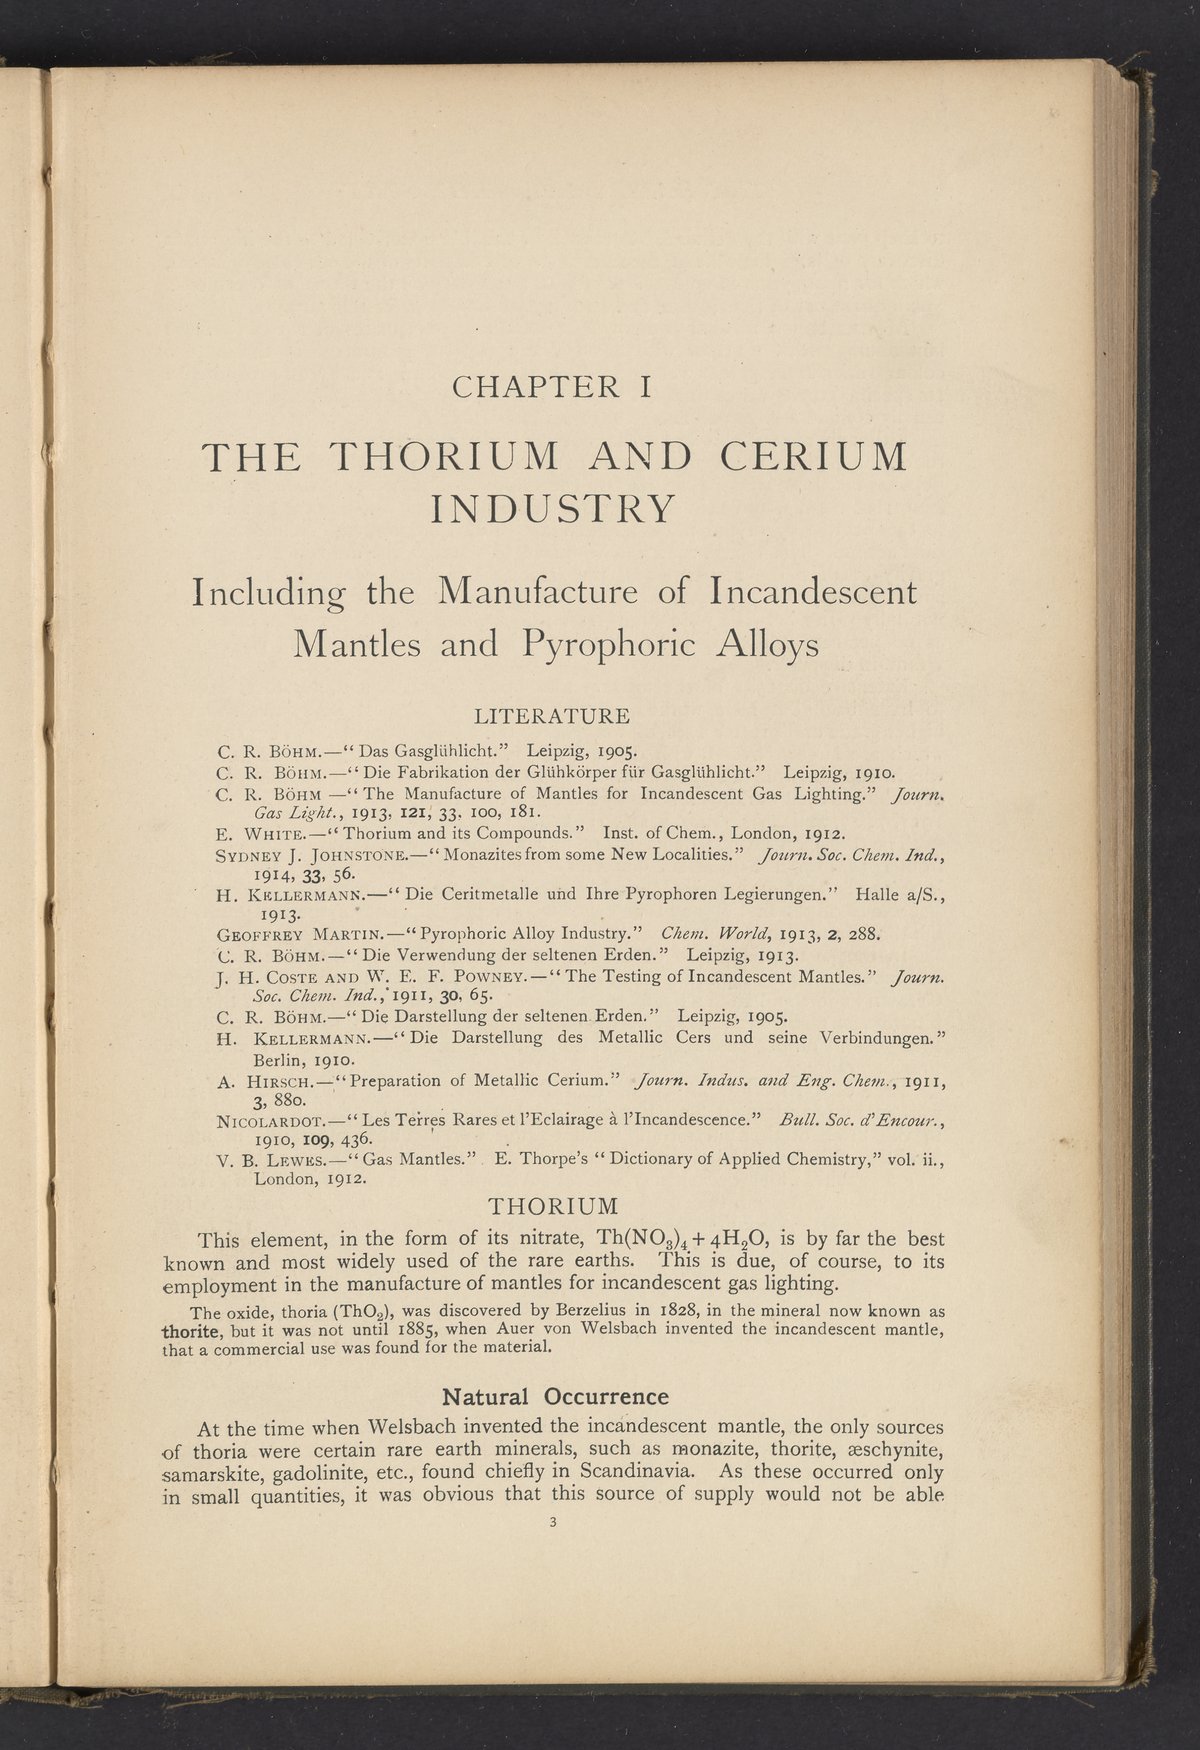 CHAPTER I
THE THORIUM AND CERIUM
INDUSTRY
Including the Manufacture of Incandescent
Mantles and Pyrophoric Alloys
LITERATURE
C. R. BÖHM.—“Das Gasglühlicht.” Leipzig, 1905.
C. R. BÖHM.—“Die Fabrikation der Glühkörper für Gasglühlicht.” Leipzig, 1910.
C. R. BÖHM —“The Manufacture of Mantles for Incandescent Gas Lighting.” Journ.
Gas Light., 1913, 121, 33, 100, 181.
E. WHITE.—“Thorium and its Compounds.” Inst. of Chem., London, 1912.
SYDNEY J. JOHNSTONE.—“Monazites from some New Localities.” Journ. Soc. Chem. Ind.,
1914, 33, 56.
H. KELLERMANN.—“Die Ceritmetalle und Ihre Pyrophoren Legierungen.” Halle a/S.,
1913.
GEOFFREY MARTIN.—“Pyrophoric Alloy Industry.” Chem. World, 1913, 2, 288.
C. R. BÖHM.—“Die Verwendung der seltenen Erden.” Leipzig, 1913.
J. H. COSTE AND W. E. F. POWNEY.—“The Testing of Incandescent Mantles.” Journ.
Soc. Chem. Ind., 1911, 30, 65.
C. R. BÖHM.—“Die Darstellung der seltenen Erden.” Leipzig, 1905.
H. KELLERMANN.—“Die Darstellung des Metallic Cers und seine Verbindungen.”
Berlin, 1910.
A. HIRSCH.—“Preparation of Metallic Cerium.” Journ. Indus. and Eng. Chem., 1911,
3, 880.
NICOLARDOT.—“Les Terres Rares et l’Eclairage à l’Incandescence.” Bull. Soc. d’Encour.,
1910, 109, 436.
V. B. LEWES.—“Gas Mantles.” E. Thorpe’s “Dictionary of Applied Chemistry,” vol. ii.,
London, 1912.
THORIUM
This element, in the form of its nitrate, Th(NO₃)₄+4H₂O, is by far the best
known and most widely used of the rare earths. This is due, of course, to its
employment in the manufacture of mantles for incandescent gas lighting.
The oxide, thoria (ThO₂), was discovered by Berzelius in 1828, in the mineral now known as
thorite, but it was not until 1885, when Auer von Welsbach invented the incandescent mantle,
that a commercial use was found for the material.
Natural Occurrence
At the time when Welsbach invented the incandescent mantle, the only sources
of thoria were certain rare earth minerals, such as monazite, thorite, æschynite,
samarskite, gadolinite, etc., found chiefly in Scandinavia. As these occurred only
in small quantities, it was obvious that this source of supply would not be able
3